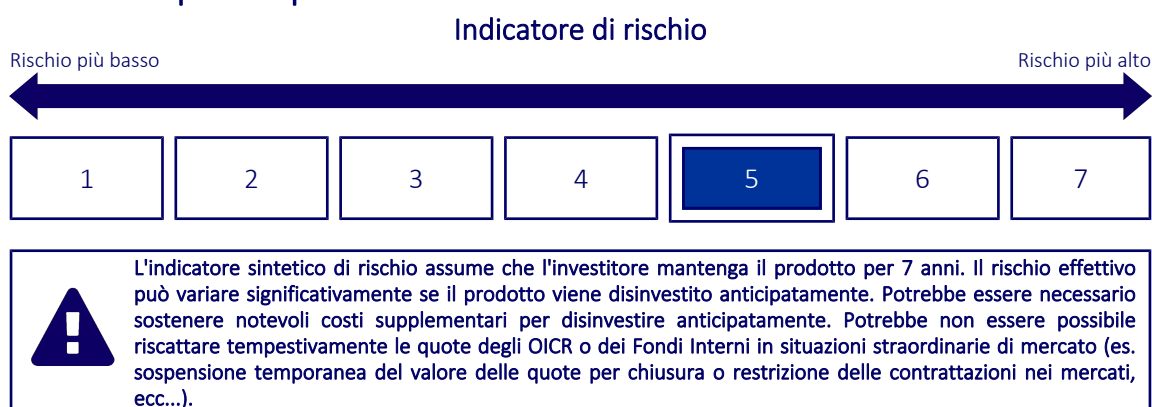 Indicatore di rischio
Rischio più basso
Rischio più alto
1
2
3
4
5
6
7
L'indicatore sintetico di rischio assume che l'investitore mantenga il prodotto per 7 anni. Il rischio effettivo
può variare significativamente se il prodotto viene disinvestito anticipatamente. Potrebbe essere necessario
sostenere notevoli costi supplementari per disinvestire anticipatamente. Potrebbe non essere possibile
riscattare tempestivamente le quote degli OICR o dei Fondi Interni in situazioni straordinarie di mercato (es.
sospensione temporanea del valore delle quote per chiusura o restrizione delle contrattazioni nei mercati,
ecc...).